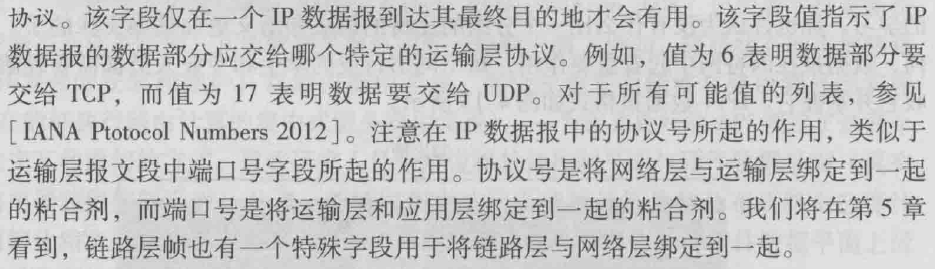 协议。该字段仅在一个 IP 数据报到达其最终目的地才会有用。该字段值指示了 IP
数据报的数据部分应交给哪个特定的运输层协议。例如，值为 6 表明数据部分要
交给 TCP，而值为 17 表明数据要交给 UDP。对于所有可能值的列表，参见
[IANA Ptotocol Numbers 2012]。注意在 IP 数据报中的协议号所起的作用，类似于
运输层报文段中端口号字段所起的作用。协议号是将网络层与运输层绑定到一起
的粘合剂，而端口号是将运输层和应用层绑定到一起的粘合剂。我们将在第 5 章
看到，链路层帧也有一个特殊字段用于将链路层与网络层绑定到一起。